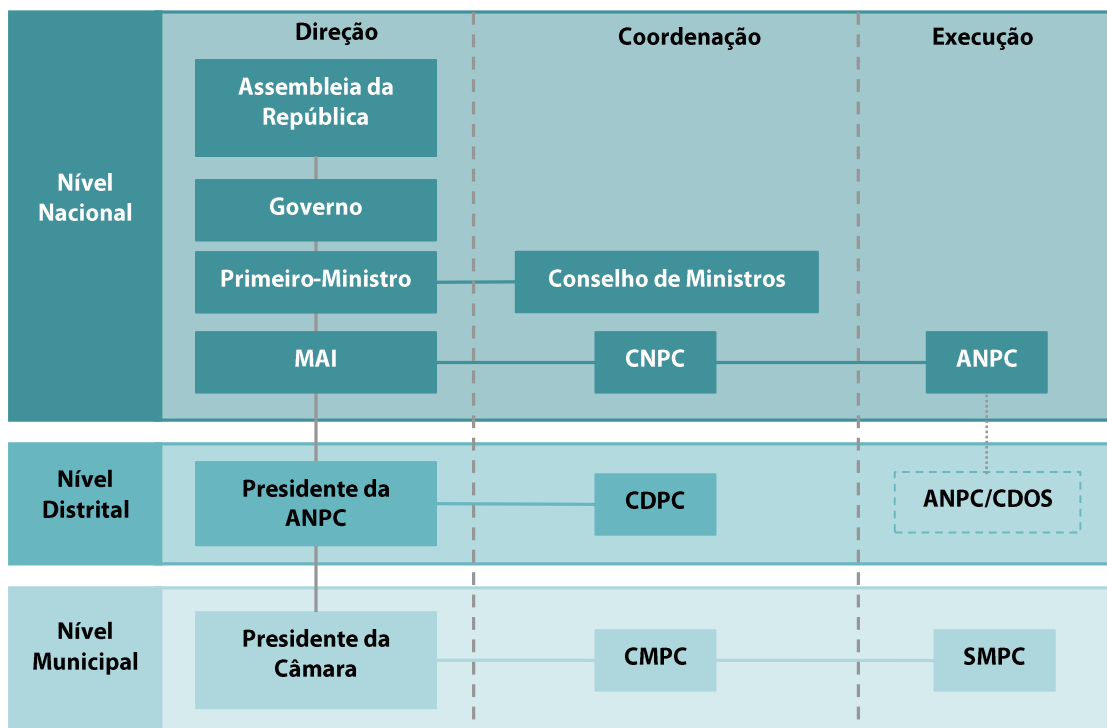 Direção
Coordenação
Execução
Nível
Nacional
Assembleia da
República
Governo
Primeiro-Ministro
Conselho de Ministros
MAI
CNPC
ANPC
Nível
Distrital
Presidente da
ANPC
CDPC
ANPC/CDOS
Nível
Municipal
Presidente da
Câmara
CMPC
SMPC